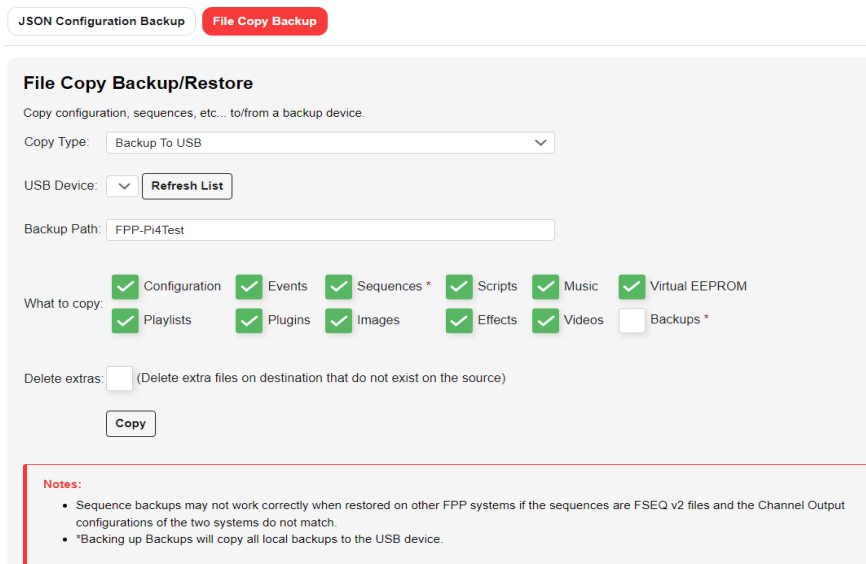 JSON Configuration Backup File Copy Backup
File Copy Backup/Restore
Copy configuration, sequences, etc... to/from a backup device.
Copy Type: Backup To USB
USB Device: Refresh List
Backup Path: FPP-Pi4Test
Configuration Events Sequences * Scripts Music Virtual EEPROM
What to copy:
Playlists Plugins Images Effects Videos Backups *
Delete extras: (Delete extra files on destination that do not exist on the source)
Copy
Notes:
• Sequence backups may not work correctly when restored on other FPP systems if the sequences are FSEQ v2 files and the Channel Output
configurations of the two systems do not match.
• *Backing up Backups will copy all local backups to the USB device.